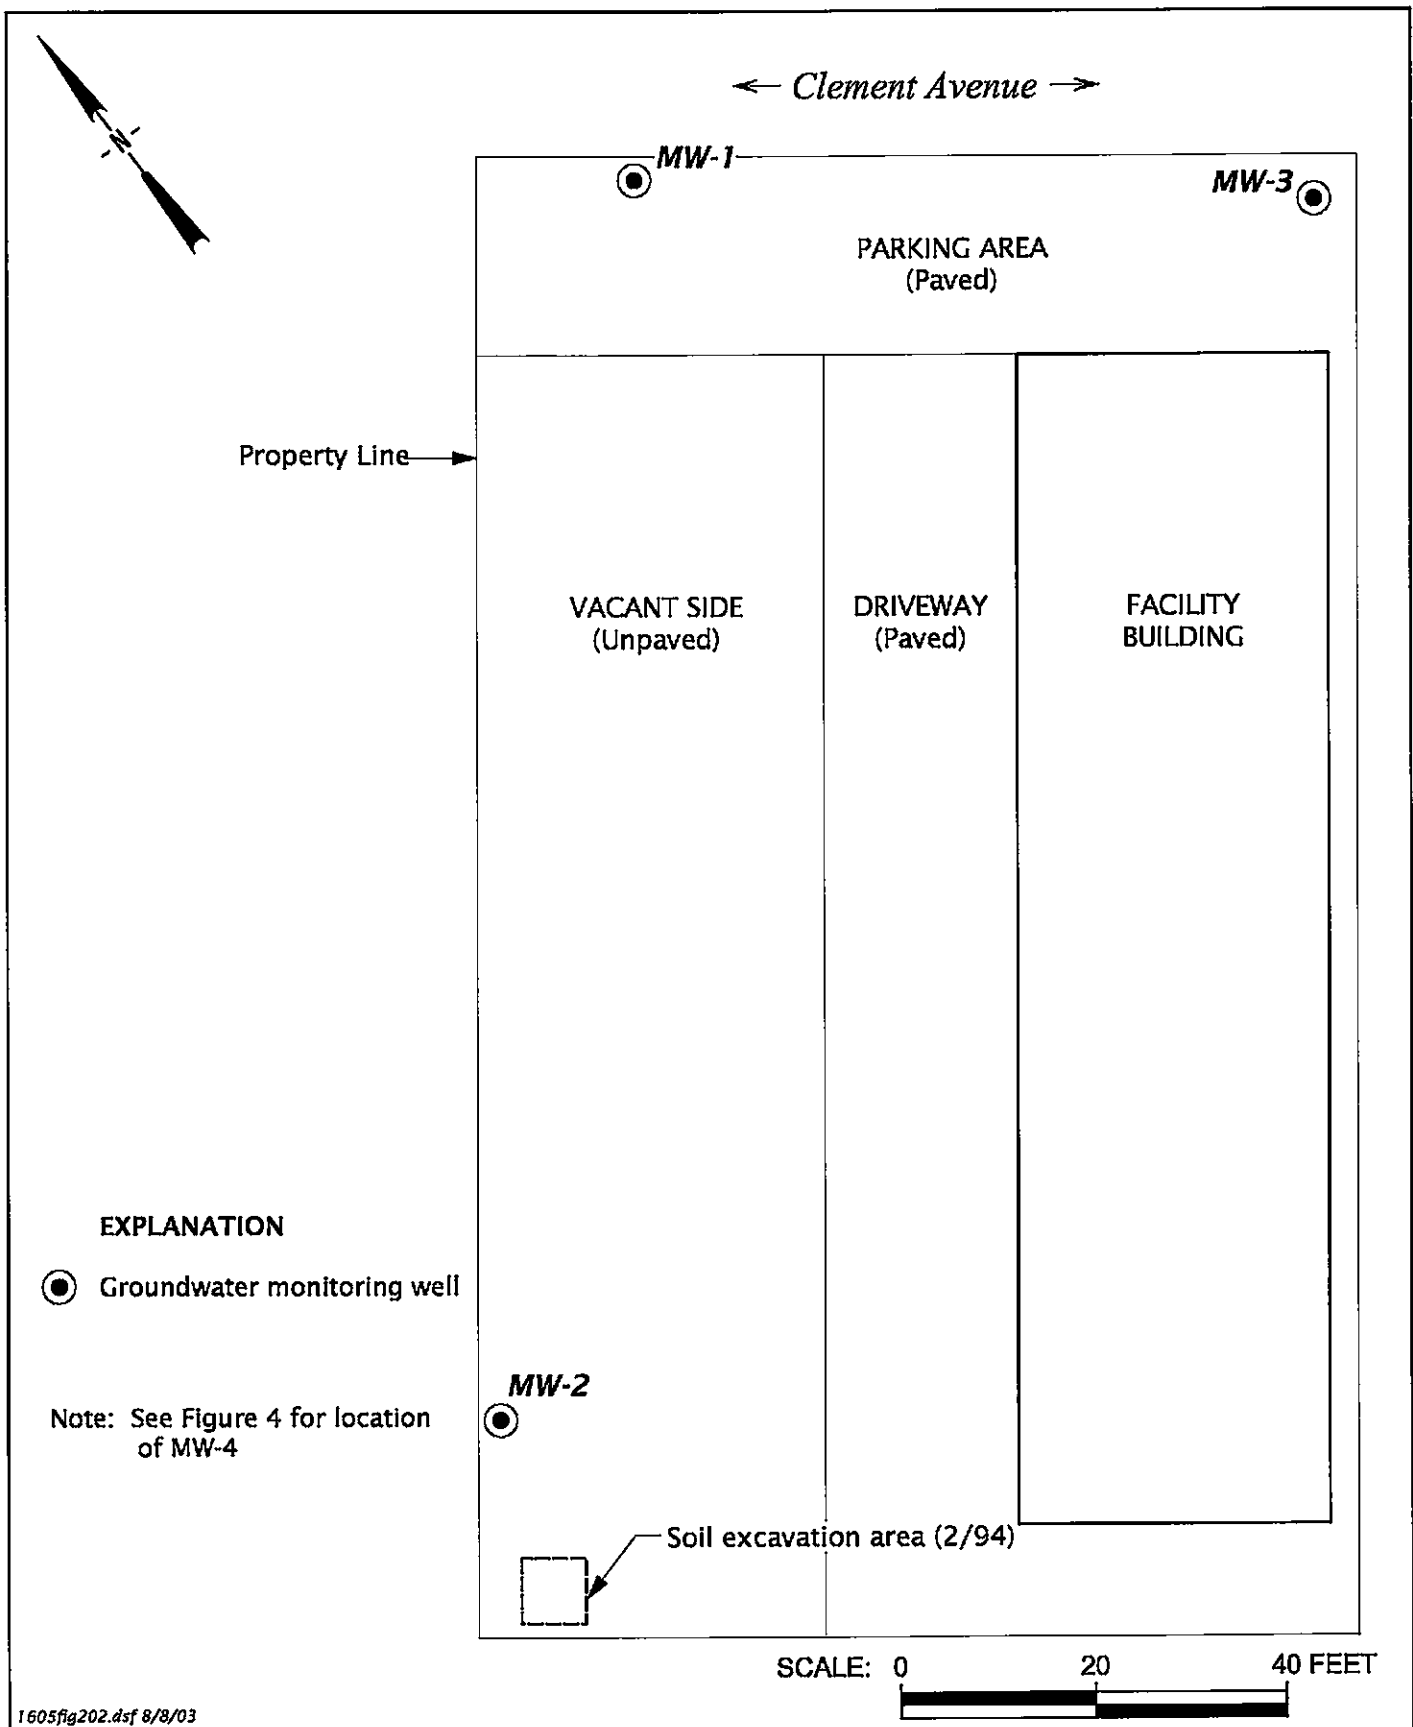 ← Clement Avenue →
N
MW-1
MW-3
PARKING AREA
(Paved)
Property Line
VACANT SIDE
(Unpaved)
DRIVEWAY
(Paved)
FACILITY
BUILDING
EXPLANATION
Groundwater monitoring well
MW-2
Note: See Figure 4 for location
of MW-4
Soil excavation area (2/94)
SCALE: 0 20 40 FEET
1605fig202.dsf 8/8/03